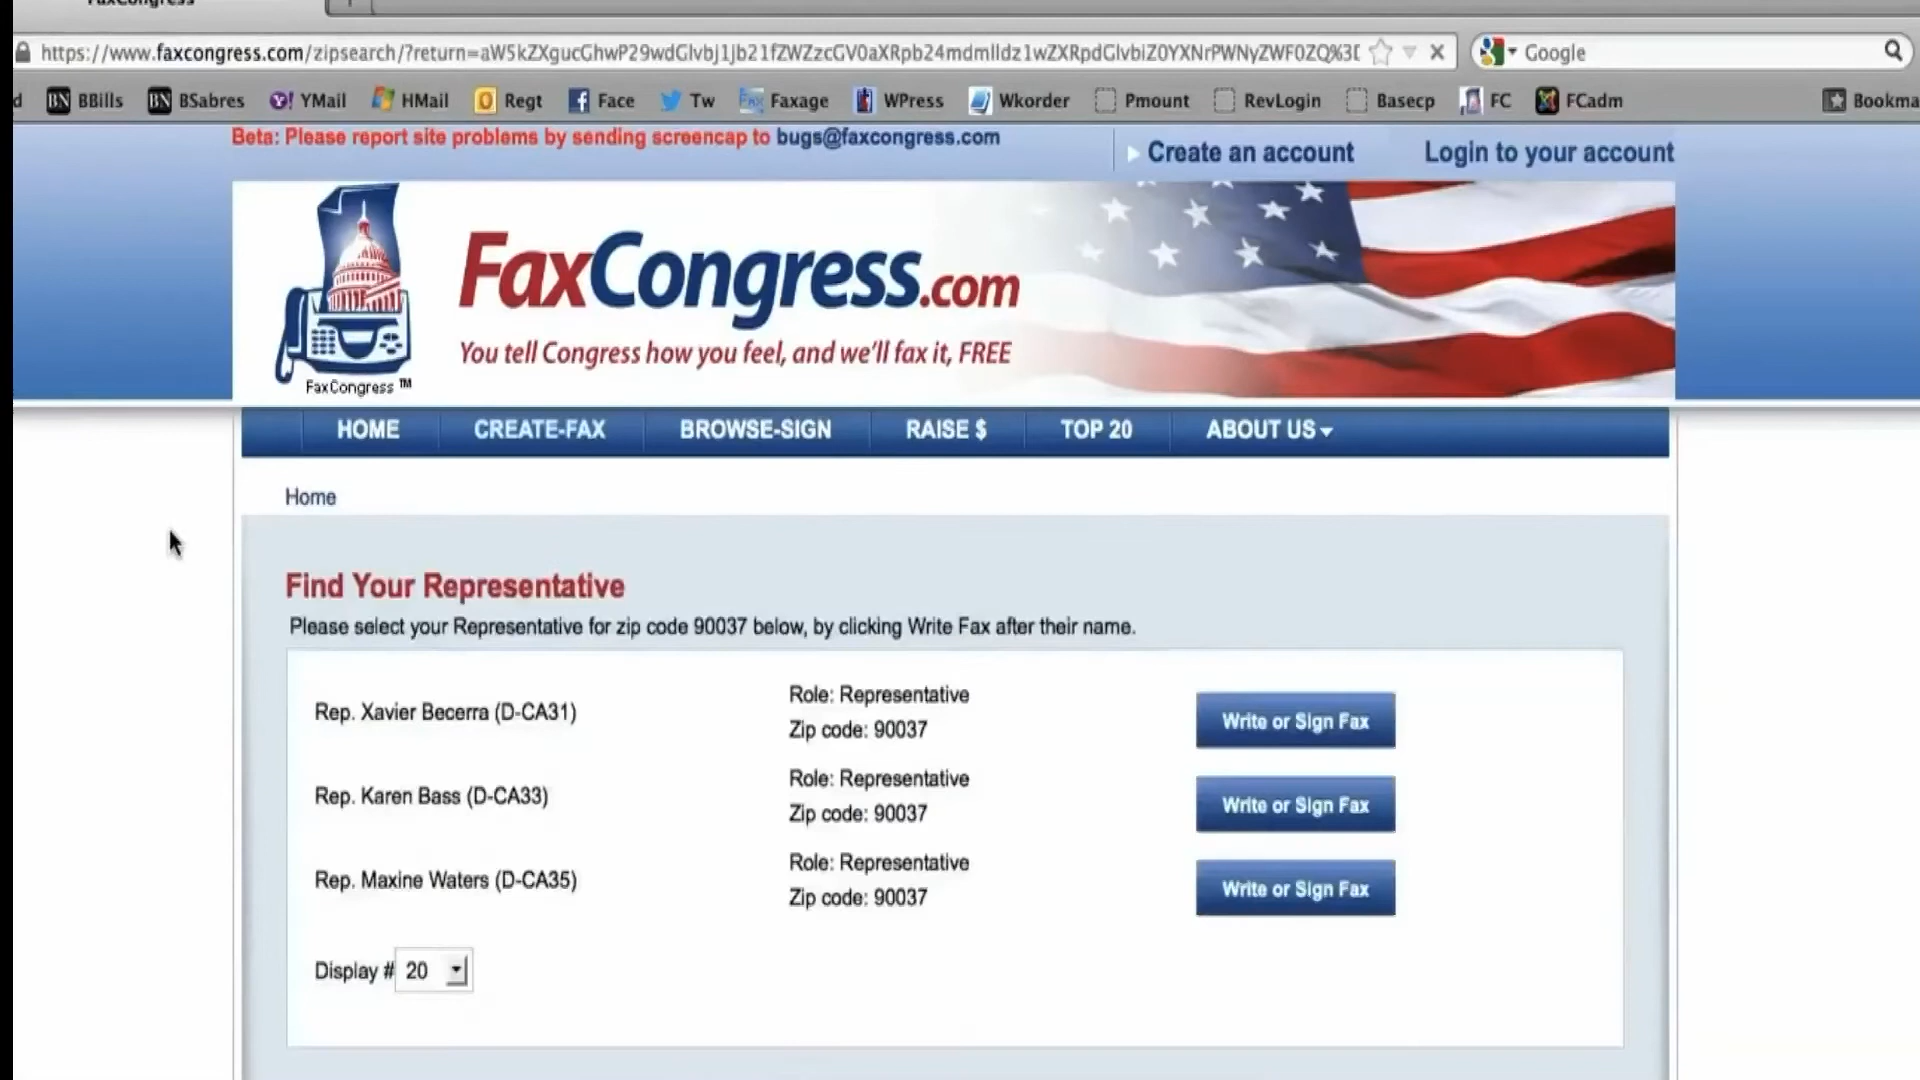 FaxCongress
https://www.faxcongress.com/zipsearch/?return=
Google
BBills BSabres YMail HMail Regt Face Tw Faxage WPress Wkorder Pmount RevLogin Basecp FC FCadm Bookma
Beta: Please report site problems by sending screencap to bugs@faxcongress.com
Create an account Login to your account
FaxCongress.com
You tell Congress how you feel, and we'll fax it, FREE
FaxCongress ™
HOME CREATE-FAX BROWSE-SIGN RAISE $ TOP 20 ABOUT US
Home
Find Your Representative
Please select your Representative for zip code 90037 below, by clicking Write Fax after their name.
Rep. Xavier Becerra (D-CA31)
Role: Representative
Zip code: 90037
Write or Sign Fax
Rep. Karen Bass (D-CA33)
Role: Representative
Zip code: 90037
Write or Sign Fax
Rep. Maxine Waters (D-CA35)
Role: Representative
Zip code: 90037
Write or Sign Fax
Display # 20